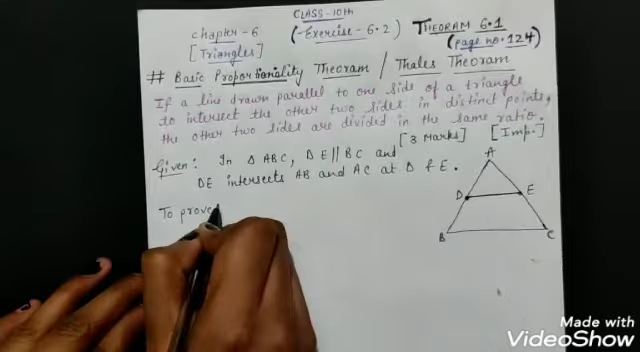 CLASS-10th
chapter-6 (-Exercise-6.2) THEORAM 6.1
[Triangles] (page no. 124)
## Basic Proportionality Theoram / Thales Theoram
If a line drawn parallel to one side of a triangle
to intersect the other two sides in distinct points,
the other two sides are divided in the same ratio.
[3 Marks] [Imp.]
Given: In Δ ABC, DE || BC and
DE intersects AB and AC at D & E.
To prove
A
D E
B C
Made with
VideoShow